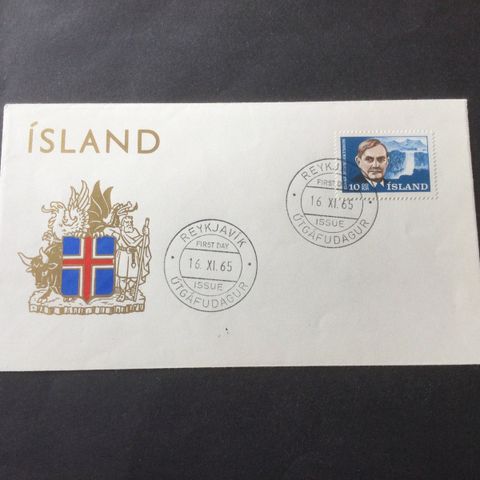 ÍSLAND
10 KR
ÍSLAND
REYKJAVÍK
FIRST DAY
16 XI. 65
ISSUE
ÚTGÁFUDAGUR
REYKJAVÍK
FIRST DAY
16. XI. 65
ISSUE
ÚTGÁFUDAGUR